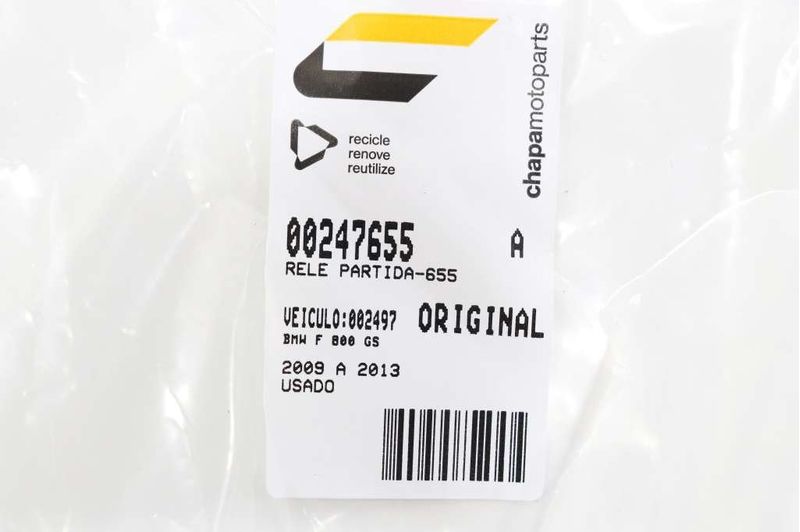 chapamotoparts
recicle
renove
reutilize
00247655 A
RELE PARTIDA-655
VEICULO:002497 ORIGINAL
BMW F 800 GS
2009 A 2013
USADO